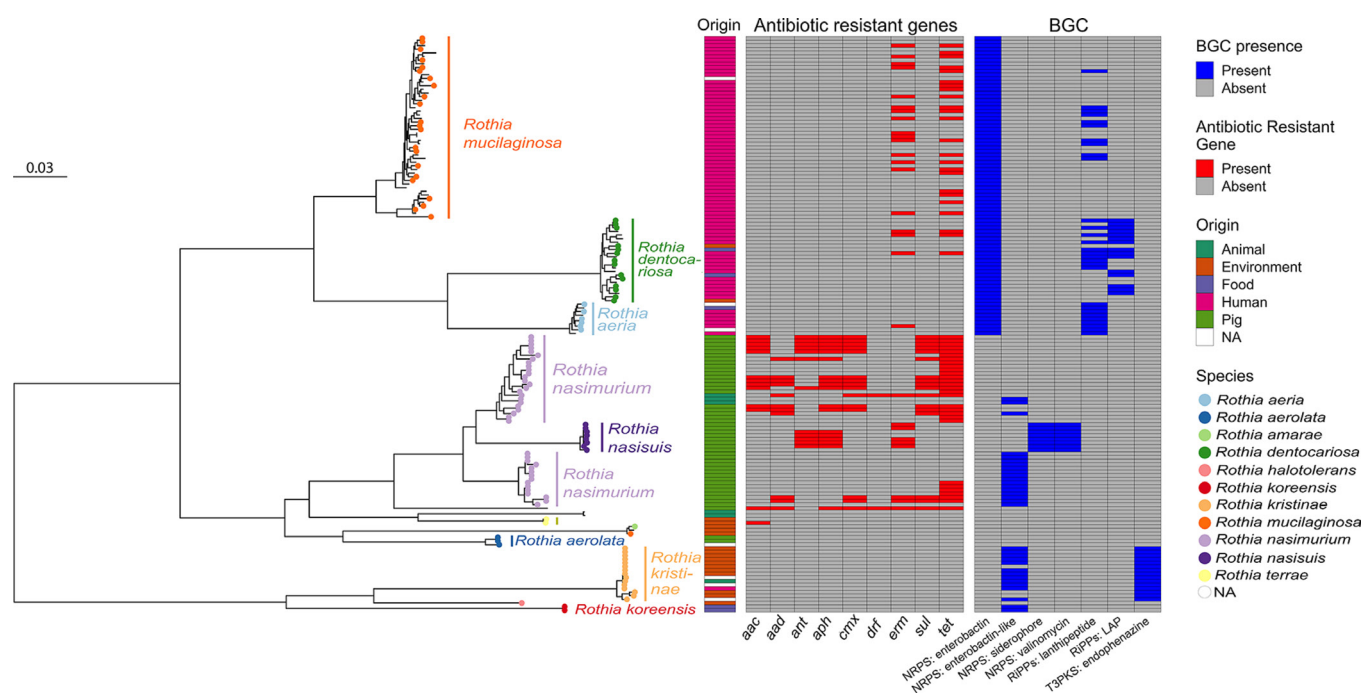 Origin
Antibiotic resistant genes
BGC
0.03
Rothia
mucilaginosa
Rothia
dentoca-
riosa
Rothia
aeria
Rothia
nasimurium
Rothia
nasisuis
Rothia
nasimurium
Rothia aerolata
Rothia
kristi-
nae
Rothia koreensis
aac
aad
ant
aph
cmx
drf
erm
sul
tet
NRPS: enterobactin
NRPS: enterobactin-like
NRPS: siderophore
NRPS: valinomycin
RiPPs: lanthipeptide
RiPPs: LAP
T3PKS: endophenazine
BGC presence
Present
Absent
Antibiotic Resistant
Gene
Present
Absent
Origin
Animal
Environment
Food
Human
Pig
NA
Species
Rothia aeria
Rothia aerolata
Rothia amarae
Rothia dentocariosa
Rothia halotolerans
Rothia koreensis
Rothia kristinae
Rothia mucilaginosa
Rothia nasimurium
Rothia nasisuis
Rothia terrae
NA